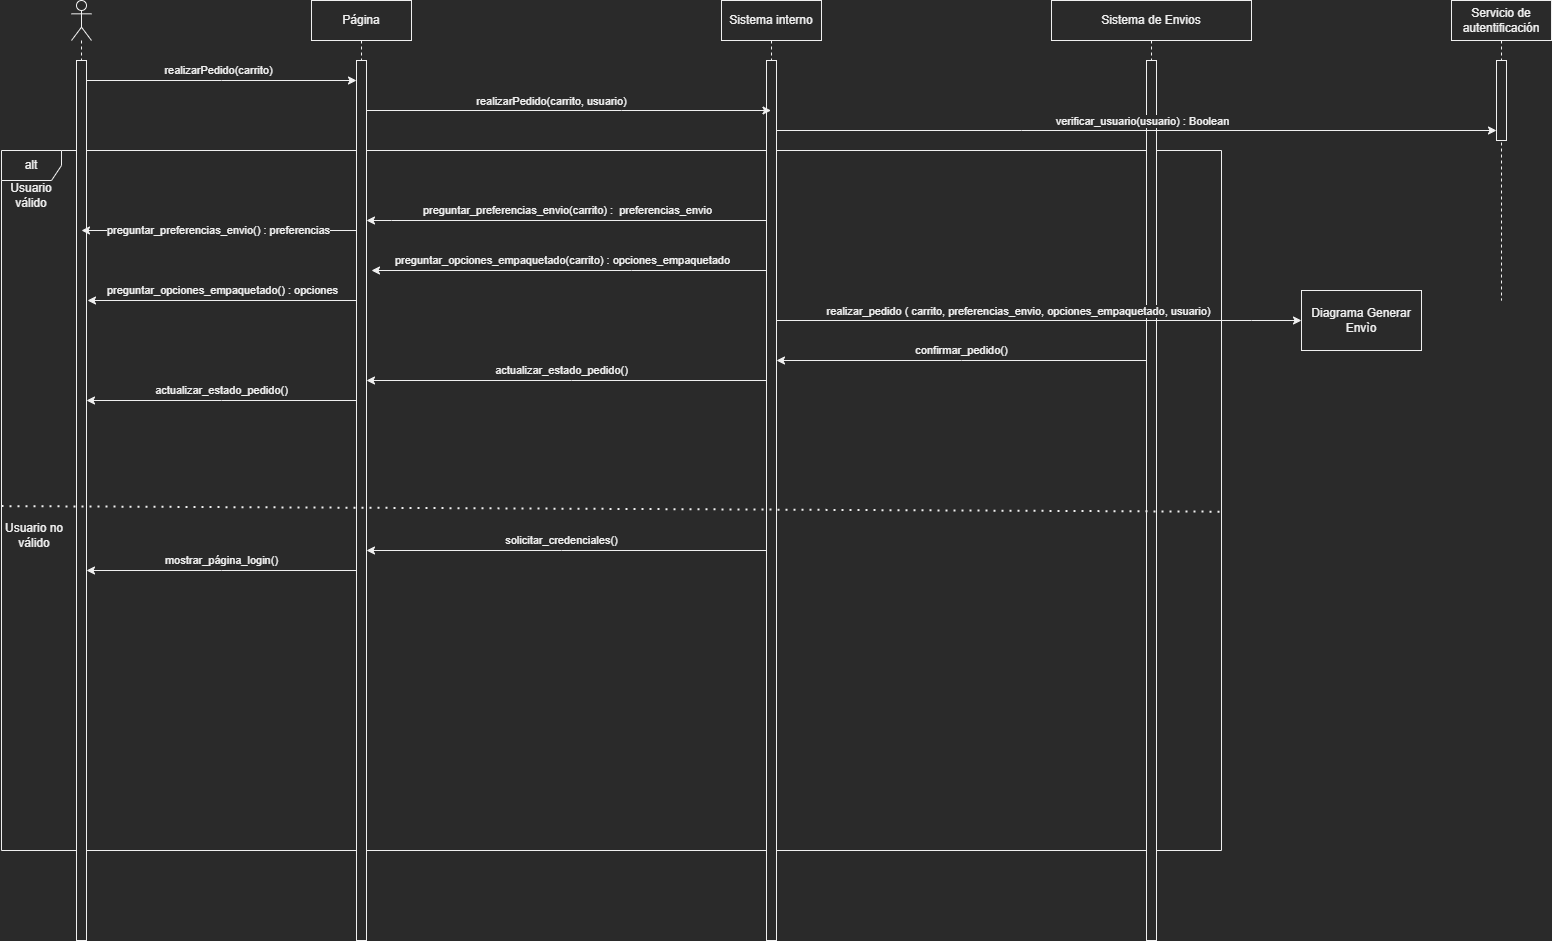 Página
Sistema interno
Sistema de Envios
Servicio de
autentificación
realizarPedido(carrito)
realizarPedido(carrito, usuario)
verificar_usuario(usuario) : Boolean
alt
Usuario
válido
preguntar_preferencias_envio(carrito) : preferencias_envio
preguntar_preferencias_envio() : preferencias
preguntar_opciones_empaquetado(carrito) : opciones_empaquetado
preguntar_opciones_empaquetado() : opciones
realizar_pedido ( carrito, preferencias_envio, opciones_empaquetado, usuario)
Diagrama Generar
Envio
confirmar_pedido()
actualizar_estado_pedido()
actualizar_estado_pedido()
Usuario no
válido
solicitar_credenciales()
mostrar_página_login()